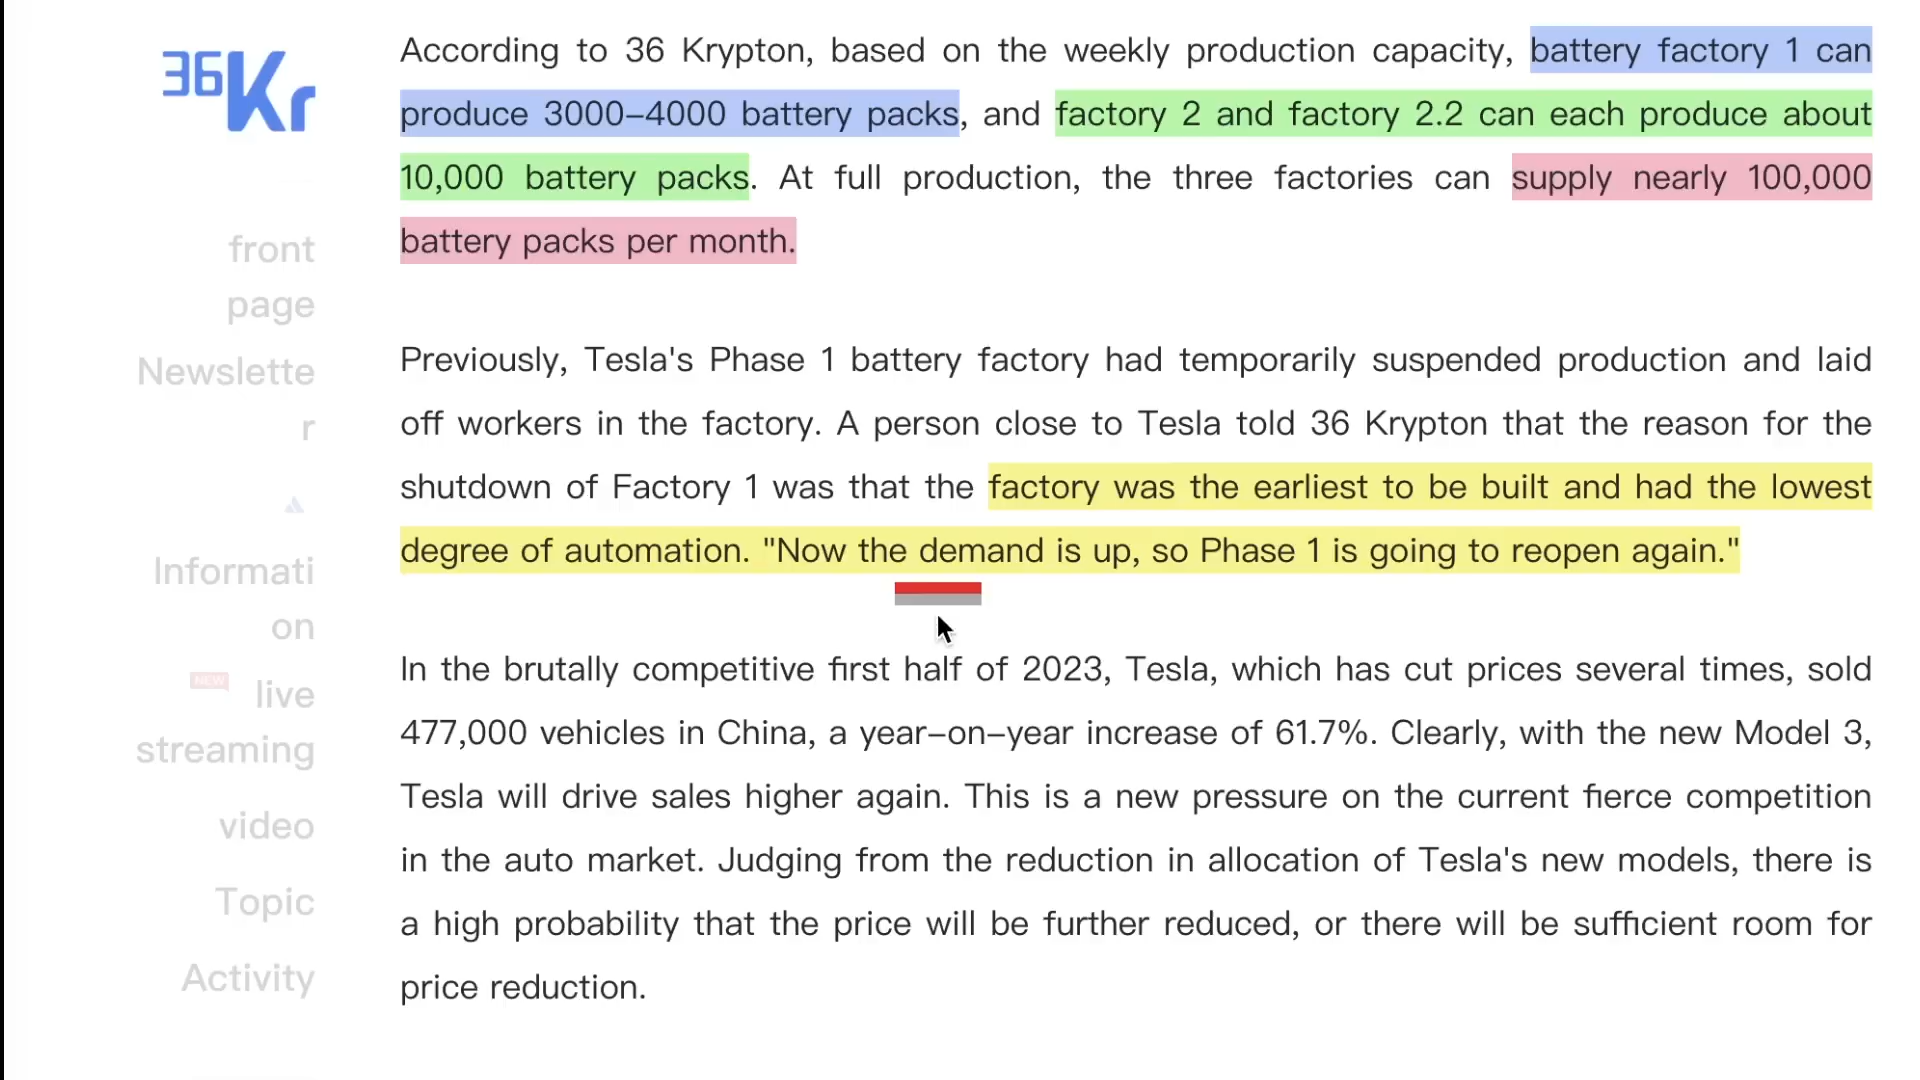 36Kr
front
page
Newslette
r
Informati
on
NEW
live
streaming
video
Topic
Activity
According to 36 Krypton, based on the weekly production capacity, battery factory 1 can
produce 3000–4000 battery packs, and factory 2 and factory 2.2 can each produce about
10,000 battery packs. At full production, the three factories can supply nearly 100,000
battery packs per month.
Previously, Tesla's Phase 1 battery factory had temporarily suspended production and laid
off workers in the factory. A person close to Tesla told 36 Krypton that the reason for the
shutdown of Factory 1 was that the factory was the earliest to be built and had the lowest
degree of automation. "Now the demand is up, so Phase 1 is going to reopen again."
In the brutally competitive first half of 2023, Tesla, which has cut prices several times, sold
477,000 vehicles in China, a year–on–year increase of 61.7%. Clearly, with the new Model 3,
Tesla will drive sales higher again. This is a new pressure on the current fierce competition
in the auto market. Judging from the reduction in allocation of Tesla's new models, there is
a high probability that the price will be further reduced, or there will be sufficient room for
price reduction.